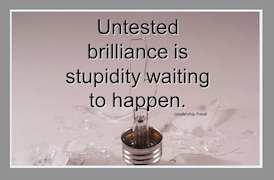 Untested
brilliance is
stupidity waiting
to happen.
Leadership Freak